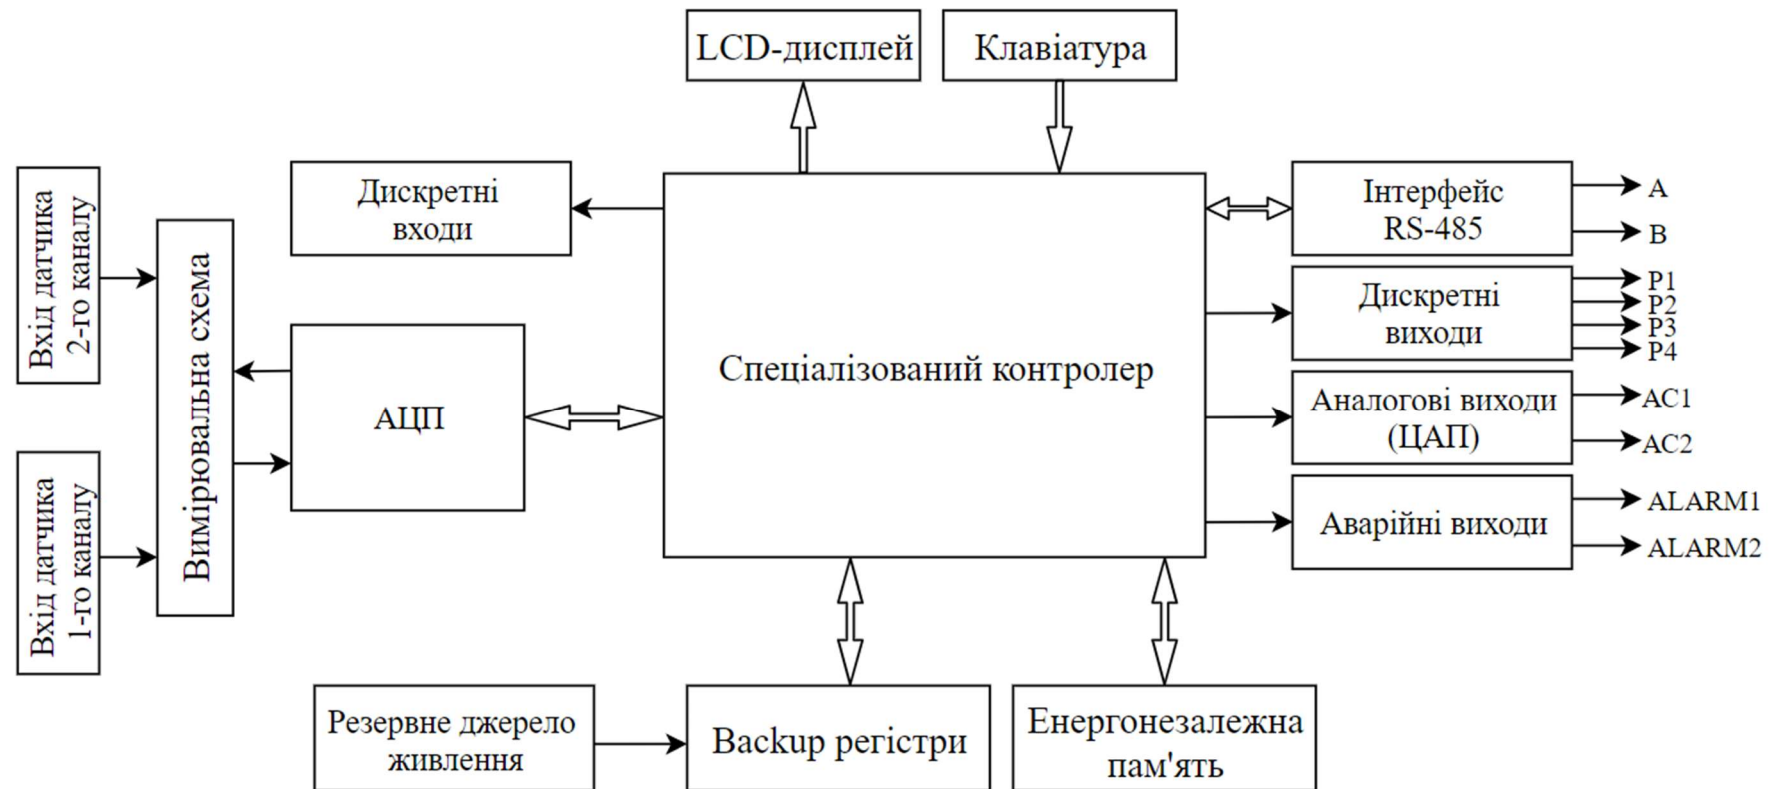 LCD-дисплей
Клавіатура
Вхід датчика
2-го каналу
Вхід датчика
1-го каналу
Вимірювальна схема
Дискретні
входи
АЦП
Спеціалізований контролер
Інтерфейс
RS-485
A
B
Дискретні
виходи
P1
P2
P3
P4
Аналогові виходи
(ЦАП)
AC1
AC2
Аварійні виходи
ALARM1
ALARM2
Резервне джерело
живлення
Backup регістри
Енергонезалежна
пам'ять